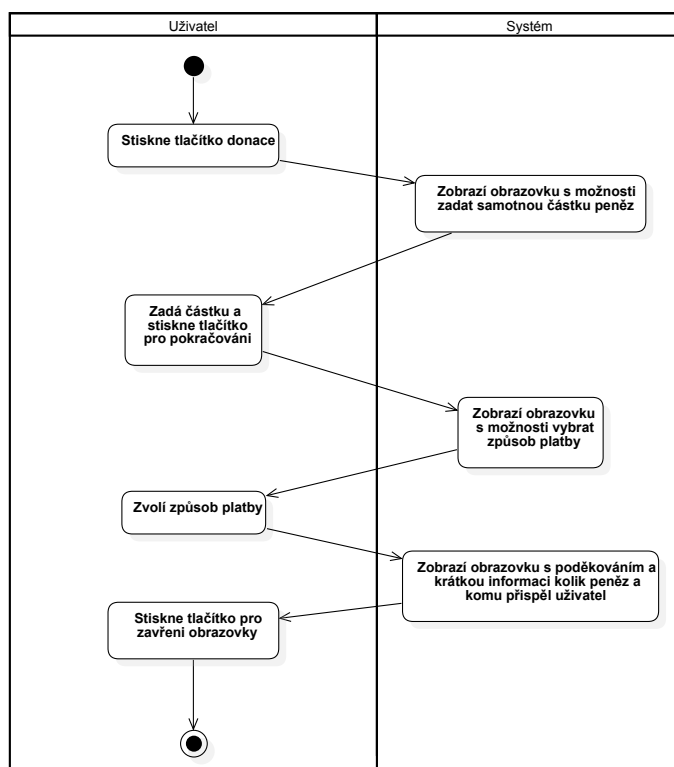 Uživatel
Systém
Stiskne tlačítko donace
Zobrazí obrazovku s možnosti
zadat samotnou částku peněz
Zadá částku a
stiskne tlačítko
pro pokračováni
Zobrazí obrazovku
s možnosti vybrat
způsob platby
Zvolí způsob platby
Zobrazí obrazovku s poděkováním a
krátkou informaci kolik peněz a
komu přispěl uživatel
Stiskne tlačítko pro
zavřeni obrazovky